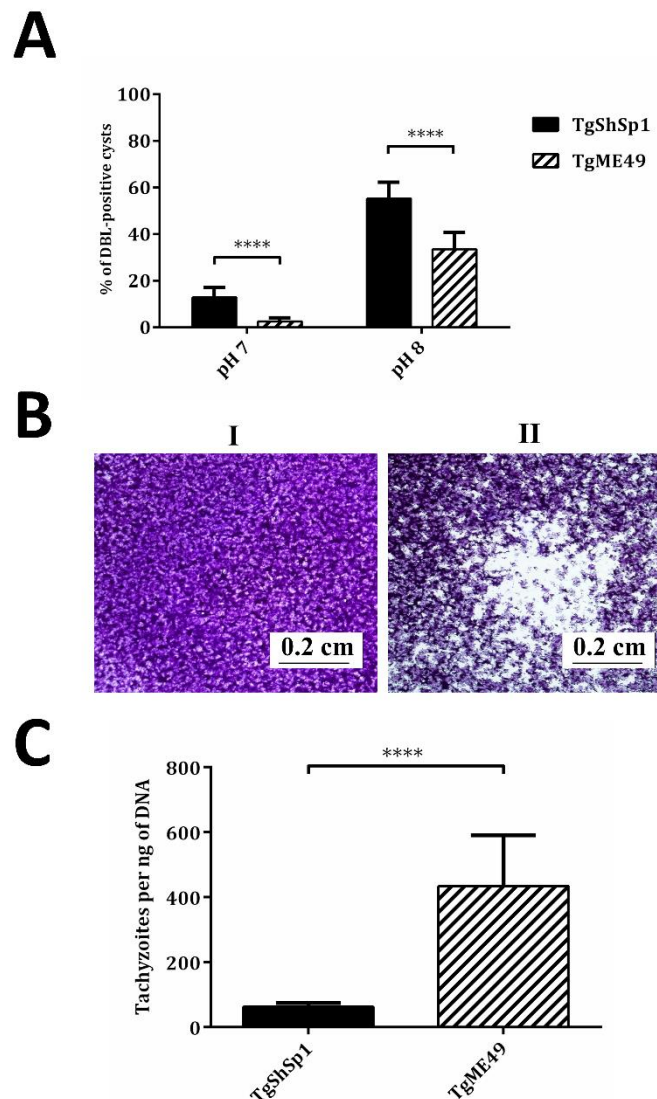 A
% of DBL-positive cysts
100
80
60
40
20
0
****
****
pH 7
pH 8
TgShSp1
TgME49
B
I
II
0.2 cm
0.2 cm
C
Tachyzoites per ng of DNA
800
600
400
200
0
****
TgShSp1
TgME49